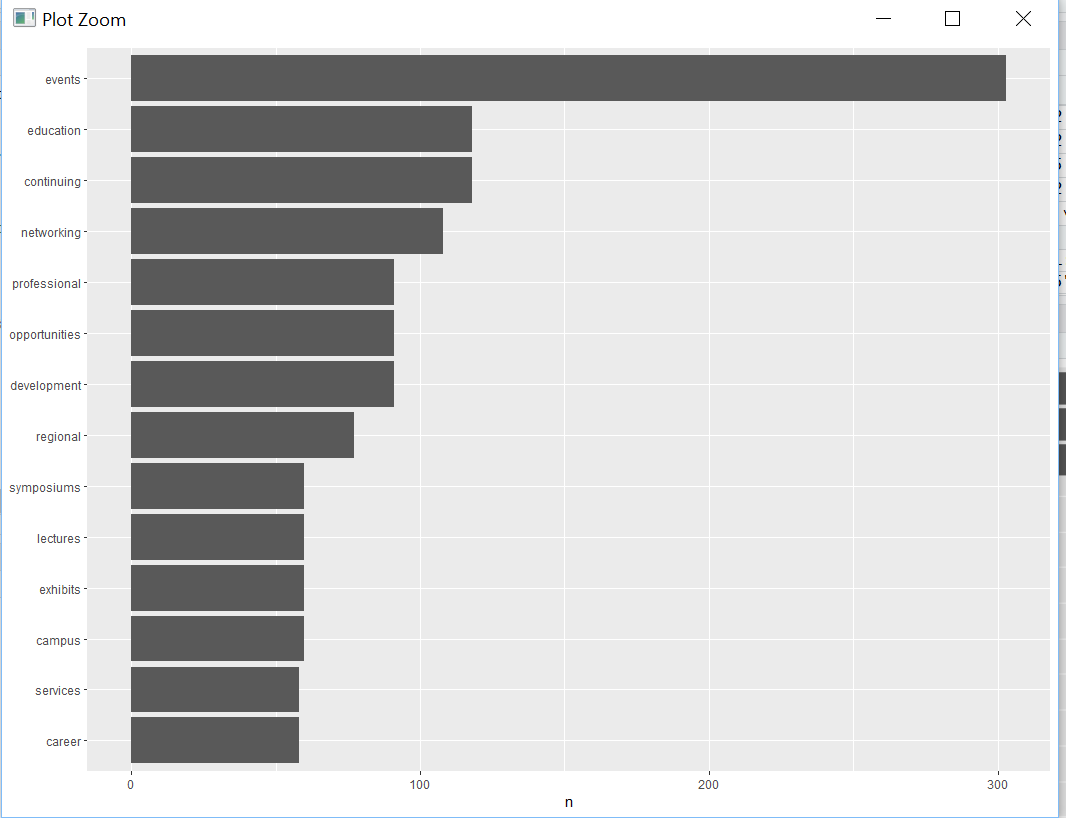 Plot Zoom
events
education
continuing
networking
professional
opportunities
development
regional
symposiums
lectures
exhibits
campus
services
career
0 100 200 300
n